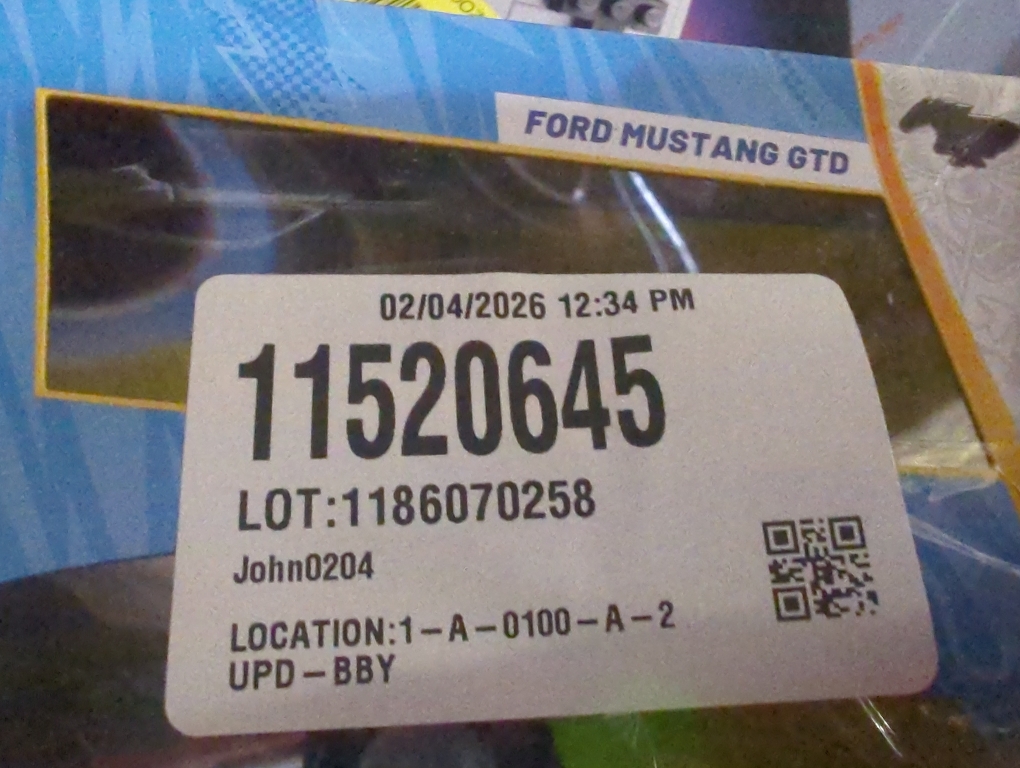 FORD MUSTANG GTD
02/04/2026 12:34 PM
11520645
LOT:1186070258
John0204
LOCATION:1-A-0100-A-2
UPD-BBY